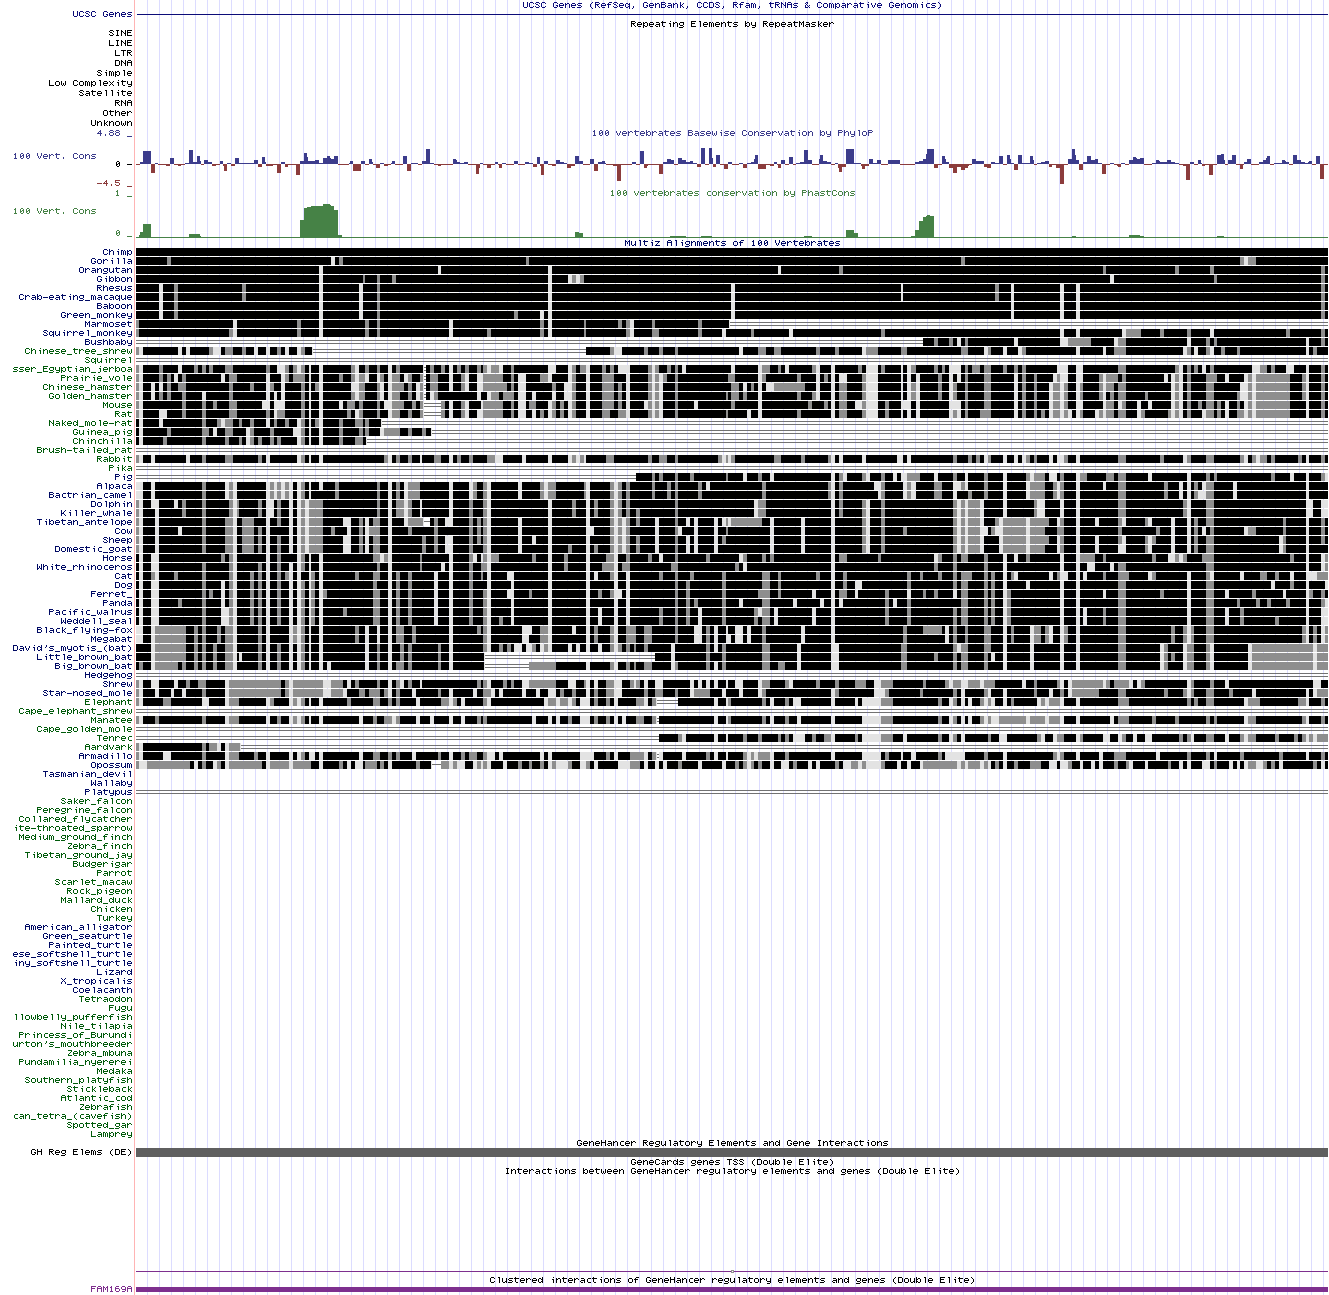 UCSC Genes (RefSeq, GenBank, CCDS, Rfam, tRNAs & Comparative Genomics)
UCSC Genes
Repeating Elements by RepeatMasker
SINE
LINE
LTR
DNA
Simple
Low Complexity
Satellite
RNA
Other
Unknown
4.88 _
100 vertebrates Basewise Conservation by PhyloP
100 Vert. Cons
0 _
-4.5 _
100 vertebrates conservation by PhastCons
1 _
100 Vert. Cons
0 _
Multiz Alignments of 100 Vertebrates
Chimp
Gorilla
Orangutan
Gibbon
Rhesus
Crab-eating_macaque
Baboon
Green_monkey
Marmoset
Squirrel_monkey
Bushbaby
Chinese_tree_shrew
Squirrel
sser_Egyptian_jerboa
Prairie_vole
Chinese_hamster
Golden_hamster
Mouse
Rat
Naked_mole-rat
Guinea_pig
Chinchilla
Brush-tailed_rat
Rabbit
Pika
Pig
Alpaca
Bactrian_camel
Dolphin
Killer_whale
Tibetan_antelope
Cow
Sheep
Domestic_goat
Horse
White_rhinoceros
Cat
Dog
Ferret_
Panda
Pacific_walrus
Weddell_seal
Black_flying-fox
Megabat
David's_myotis_(bat)
Little_brown_bat
Big_brown_bat
Hedgehog
Shrew
Star-nosed_mole
Elephant
Cape_elephant_shrew
Manatee
Cape_golden_mole
Tenrec
Aardvark
Armadillo
Opossum
Tasmanian_devil
Wallaby
Platypus
Saker_falcon
Peregrine_falcon
Collared_flycatcher
ite-throated_sparrow
Medium_ground_finch
Zebra_finch
Tibetan_ground_jay
Budgerigar
Parrot
Scarlet_macaw
Rock_pigeon
Mallard_duck
Chicken
Turkey
American_alligator
Green_seaturtle
Painted_turtle
ese_softshell_turtle
iny_softshell_turtle
Lizard
X_tropicalis
Coelacanth
Tetraodon
Fugu
llowbelly_pufferfish
Nile_tilapia
Princess_of_Burundi
urton's_mouthbreeder
Zebra_mbuna
Pundamilia_nyererei
Medaka
Southern_platyfish
Stickleback
Atlantic_cod
Zebrafish
can_tetra_(cavefish)
Spotted_gar
Lamprey
GeneHancer Regulatory Elements and Gene Interactions
GH Reg Elems (DE)
GeneCards genes TSS (Double Elite)
Interactions between GeneHancer regulatory elements and genes (Double Elite)
Clustered interactions of GeneHancer regulatory elements and genes (Double Elite)
FAM169A